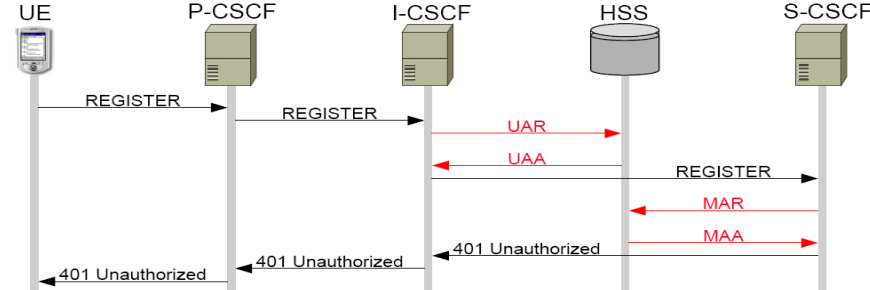 UE
P-CSCF
I-CSCF
HSS
S-CSCF
REGISTER
REGISTER
UAR
UAA
REGISTER
MAR
MAA
401 Unauthorized
401 Unauthorized
401 Unauthorized